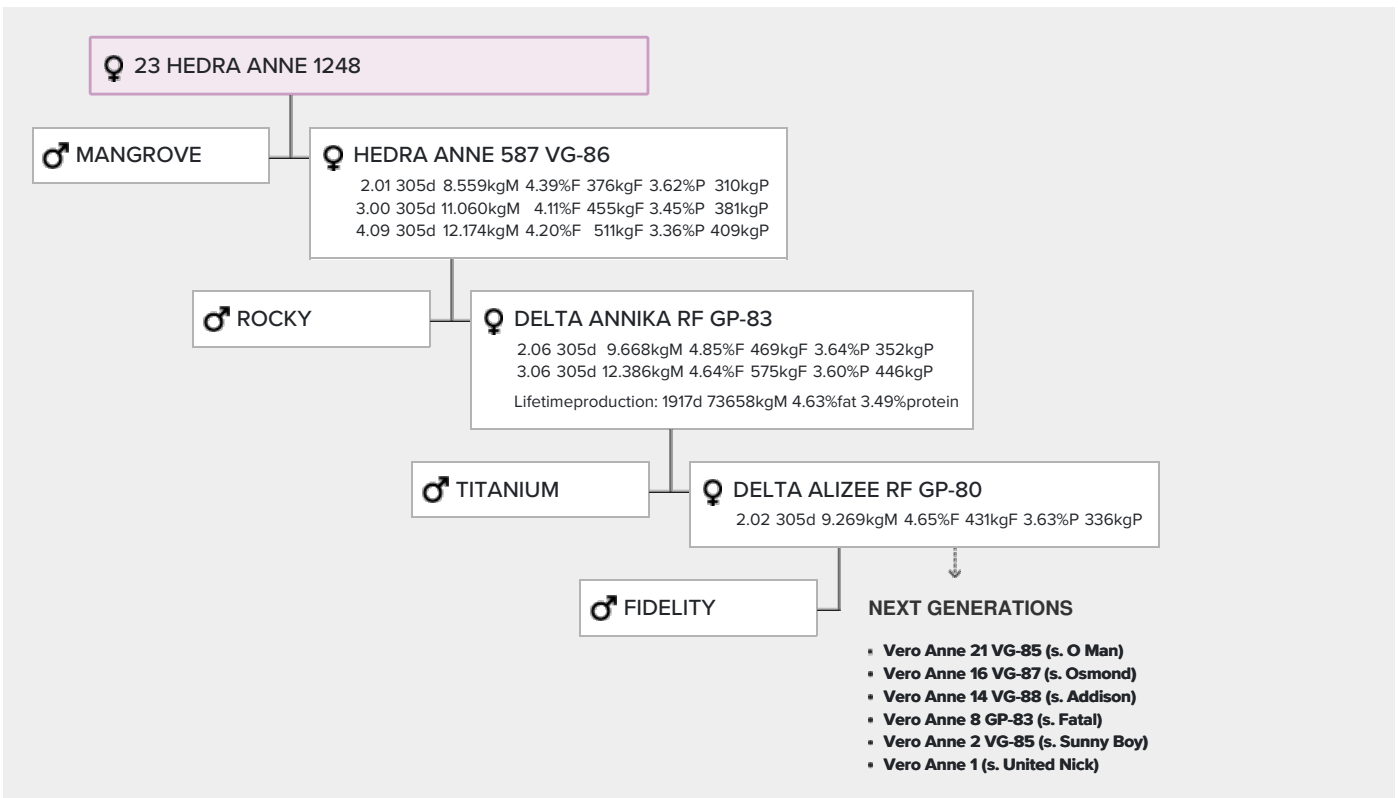 ♀ 23 HEDRA ANNE 1248
♂ MANGROVE
♀ HEDRA ANNE 587 VG-86
2.01 305d 8.559kgM 4.39%F 376kgF 3.62%P 310kgP
3.00 305d 11.060kgM 4.11%F 455kgF 3.45%P 381kgP
4.09 305d 12.174kgM 4.20%F 511kgF 3.36%P 409kgP
♂ ROCKY
♀ DELTA ANNIKA RF GP-83
2.06 305d 9.668kgM 4.85%F 469kgF 3.64%P 352kgP
3.06 305d 12.386kgM 4.64%F 575kgF 3.60%P 446kgP
Lifetimeproduction: 1917d 73658kgM 4.63%fat 3.49%protein
♂ TITANIUM
♀ DELTA ALIZEE RF GP-80
2.02 305d 9.269kgM 4.65%F 431kgF 3.63%P 336kgP
♂ FIDELITY
NEXT GENERATIONS
▪ Vero Anne 21 VG-85 (s. O Man)
▪ Vero Anne 16 VG-87 (s. Osmond)
▪ Vero Anne 14 VG-88 (s. Addison)
▪ Vero Anne 8 GP-83 (s. Fatal)
▪ Vero Anne 2 VG-85 (s. Sunny Boy)
▪ Vero Anne 1 (s. United Nick)